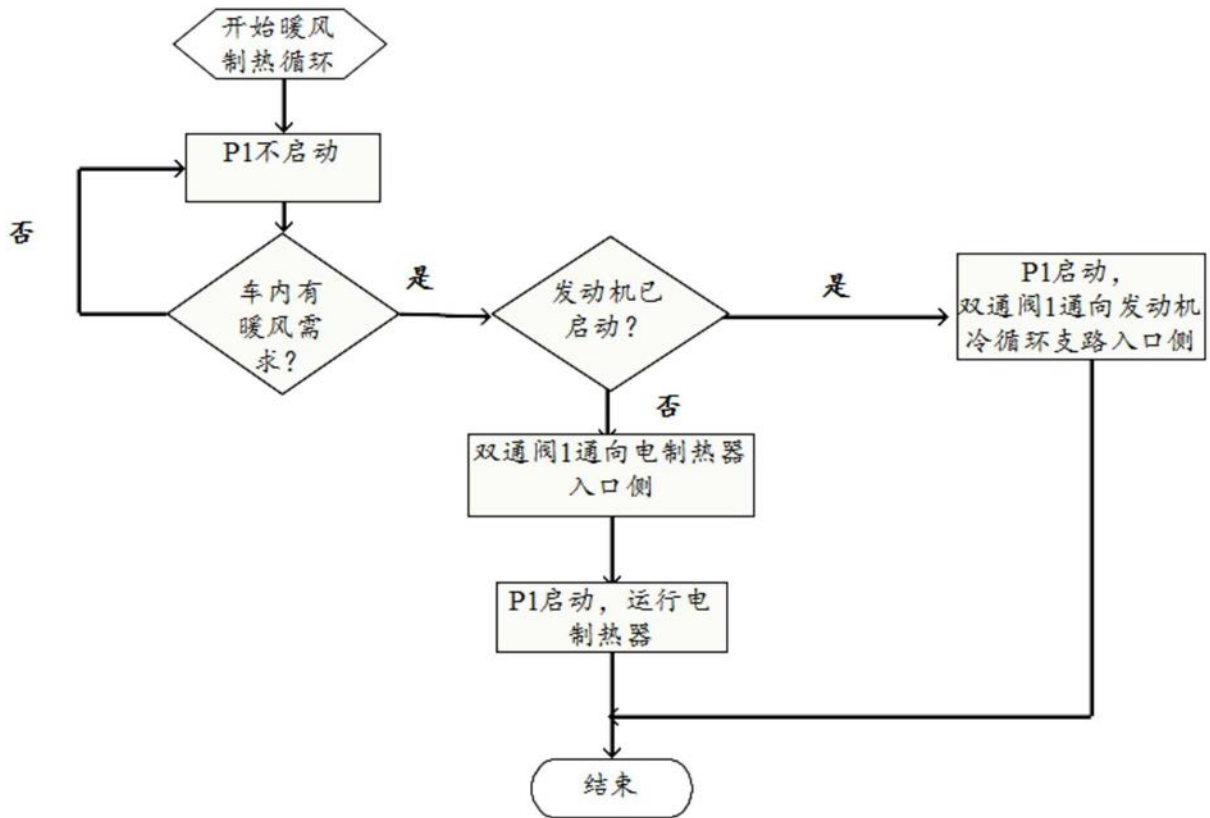 开始暖风
制热循环
P1不启动
否
车内有
暖风需
求？
是
发动机已
启动？
是
P1启动，
双通阀1通向发动机
冷循环支路入口侧
否
双通阀1通向电制热器
入口侧
P1启动，运行电
制热器
结束